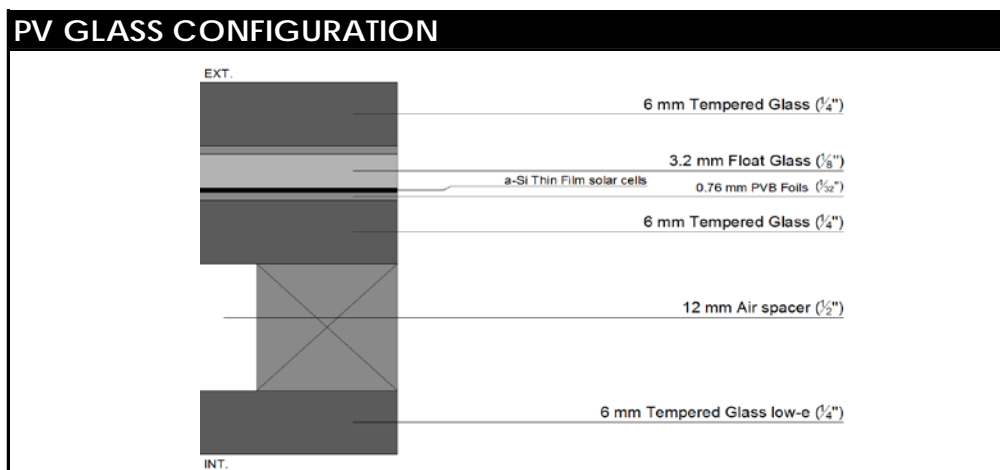 PV GLASS CONFIGURATION
EXT.
6 mm Tempered Glass (¼")
3.2 mm Float Glass (⅛")
a-Si Thin Film solar cells
0.76 mm PVB Foils (1⁄32")
6 mm Tempered Glass (¼")
12 mm Air spacer (½")
6 mm Tempered Glass low-e (¼")
INT.